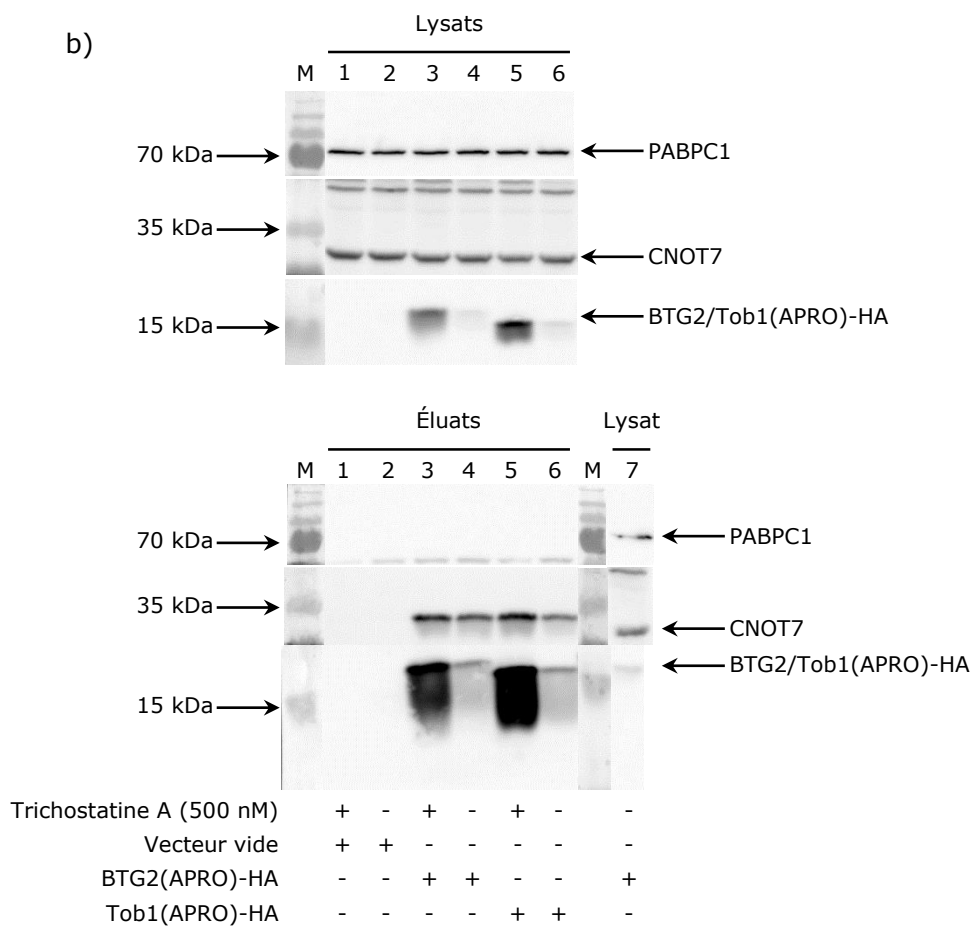 b)
Lysats
M 1 2 3 4 5 6
70 kDa
PABPC1
35 kDa
CNOT7
15 kDa
BTG2/Tob1(APRO)-HA
Éluats Lysat
M 1 2 3 4 5 6 M 7
70 kDa
PABPC1
35 kDa
CNOT7
BTG2/Tob1(APRO)-HA
15 kDa
Trichostatine A (500 nM) + - + - + - -
Vecteur vide + + - - - - -
BTG2(APRO)-HA - - + + - - +
Tob1(APRO)-HA - - - - + + -